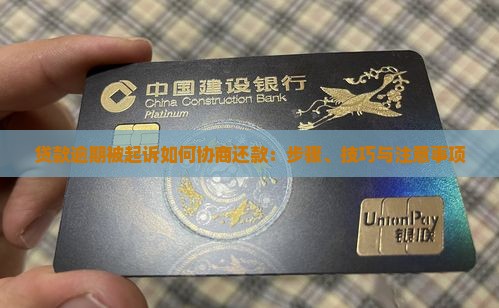 中国建设银行
China Construction Bank
Platinum
贷款逾期被起诉如何协商还款：步骤、技巧与注意事项
UnionPay
银联